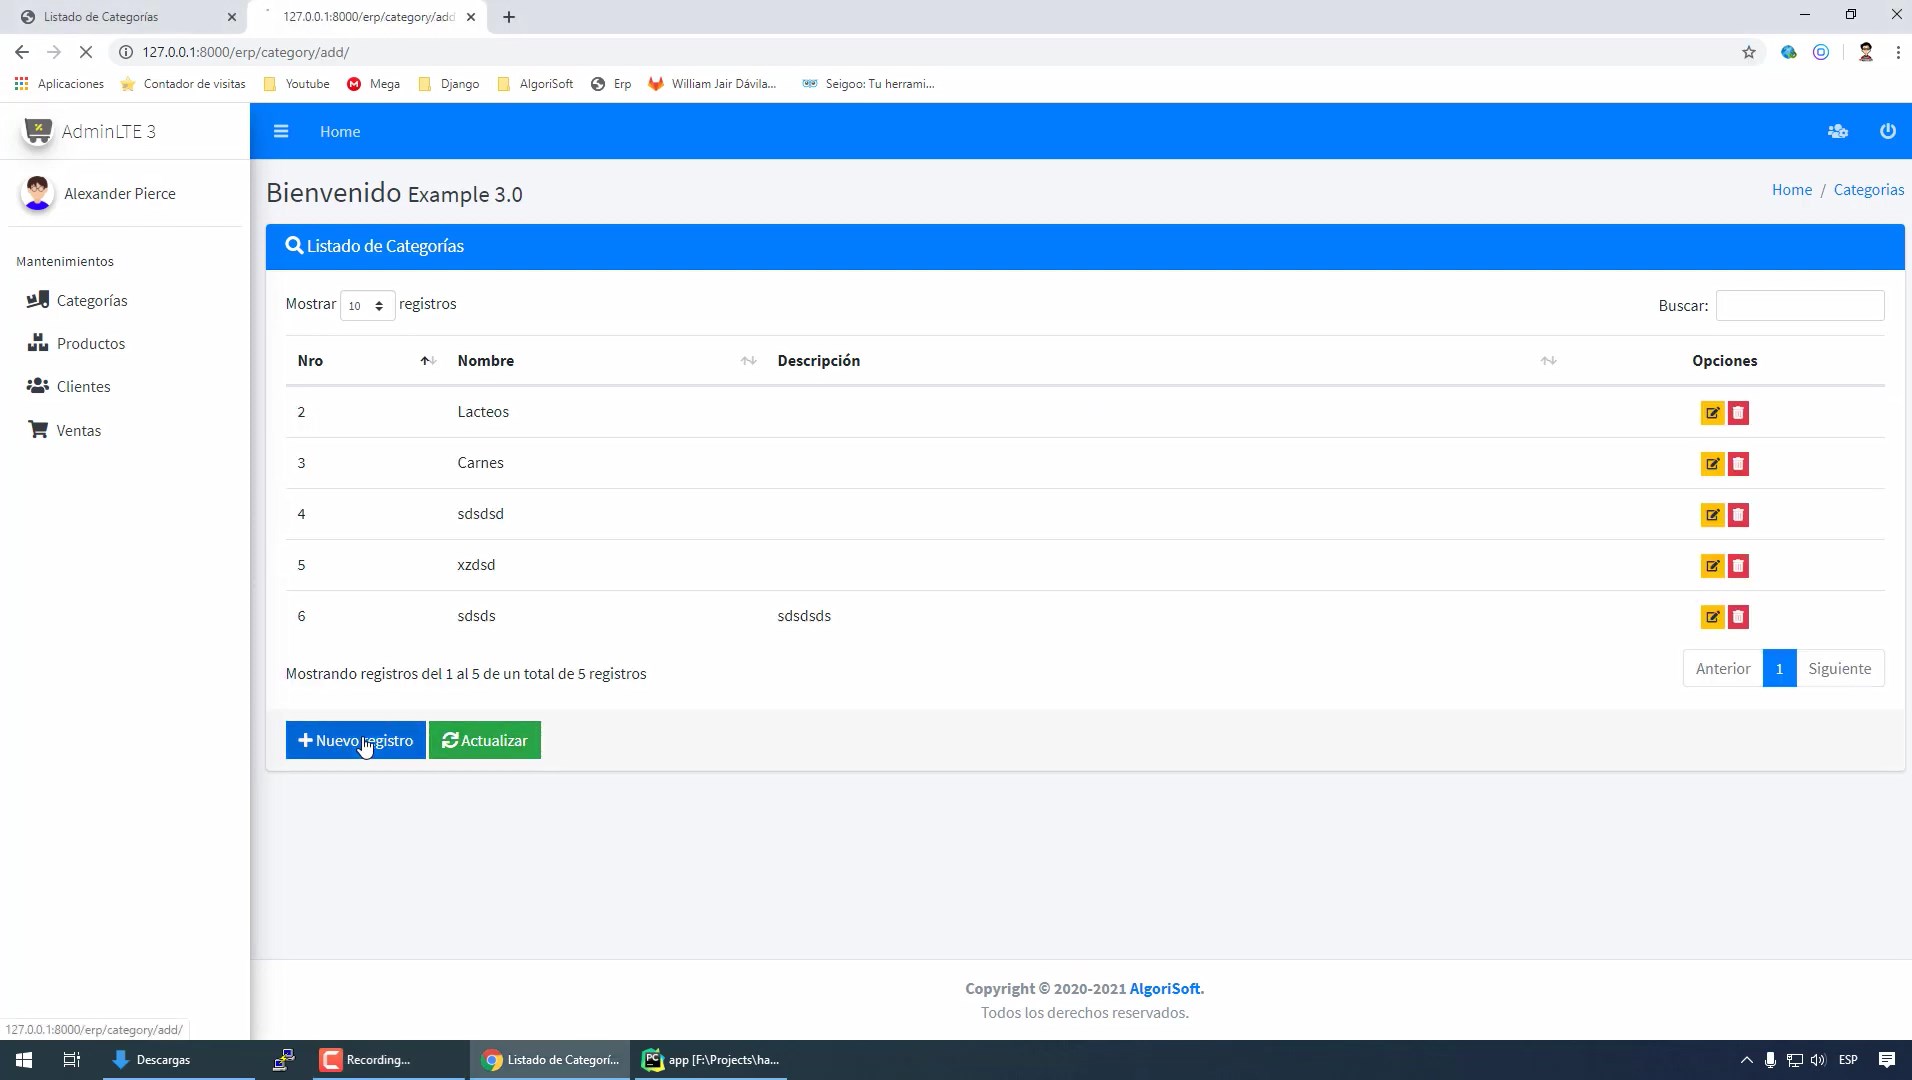 Listado de Categorías
127.0.0.1:8000/erp/category/add
127.0.0.1:8000/erp/category/add/
Aplicaciones
Contador de visitas
Youtube
Mega
Django
AlgoriSoft
Erp
William Jair Dávila...
Seigoo: Tu herrami...
AdminLTE 3
Home
Alexander Pierce
Bienvenido Example 3.0
Home / Categorias
Mantenimientos
Categorías
Productos
Clientes
Ventas
Listado de Categorías
Mostrar 10 registros
Buscar:
Nro Nombre Descripción Opciones
2 Lacteos
3 Carnes
4 sdsdsd
5 xzdsd
6 sdsds sdsdsds
Mostrando registros del 1 al 5 de un total de 5 registros
Anterior 1 Siguiente
Nuevo registro
Actualizar
Copyright © 2020-2021 AlgoriSoft.
Todos los derechos reservados.
127.0.0.1:8000/erp/category/add/
Descargas
Recording...
Listado de Categorí...
app [F:\Projects\ha...
ESP